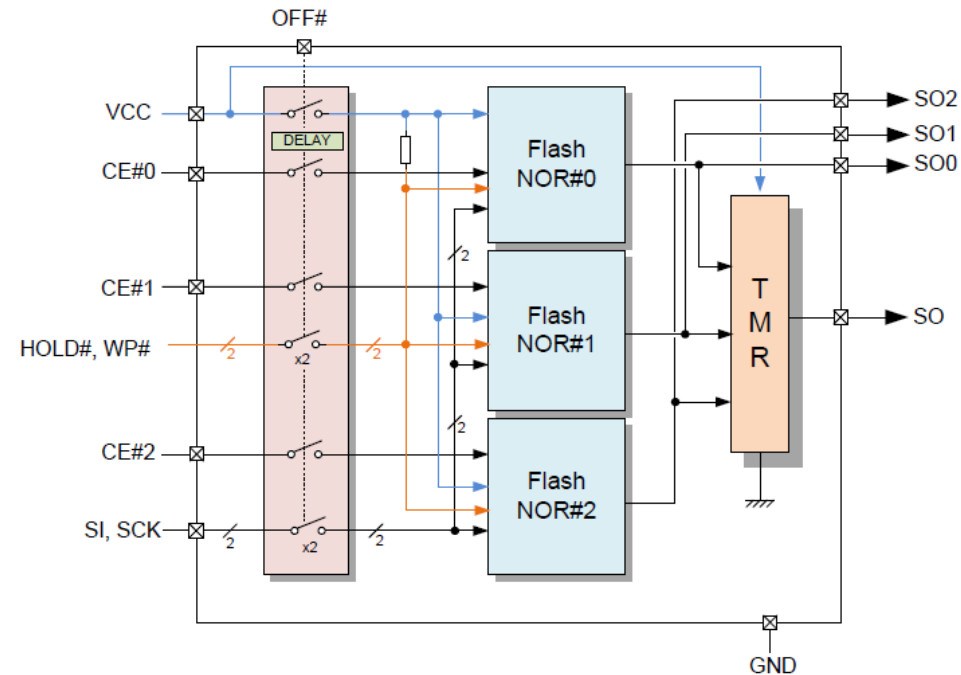 OFF#
VCC
SO2
SO1
DELAY
Flash
NOR#0
CE#0
SO0
2
CE#1
Flash
NOR#1
T
M
R
SO
HOLD#, WP#
2
x2
2
2
CE#2
Flash
NOR#2
SI, SCK
2
x2
2
GND